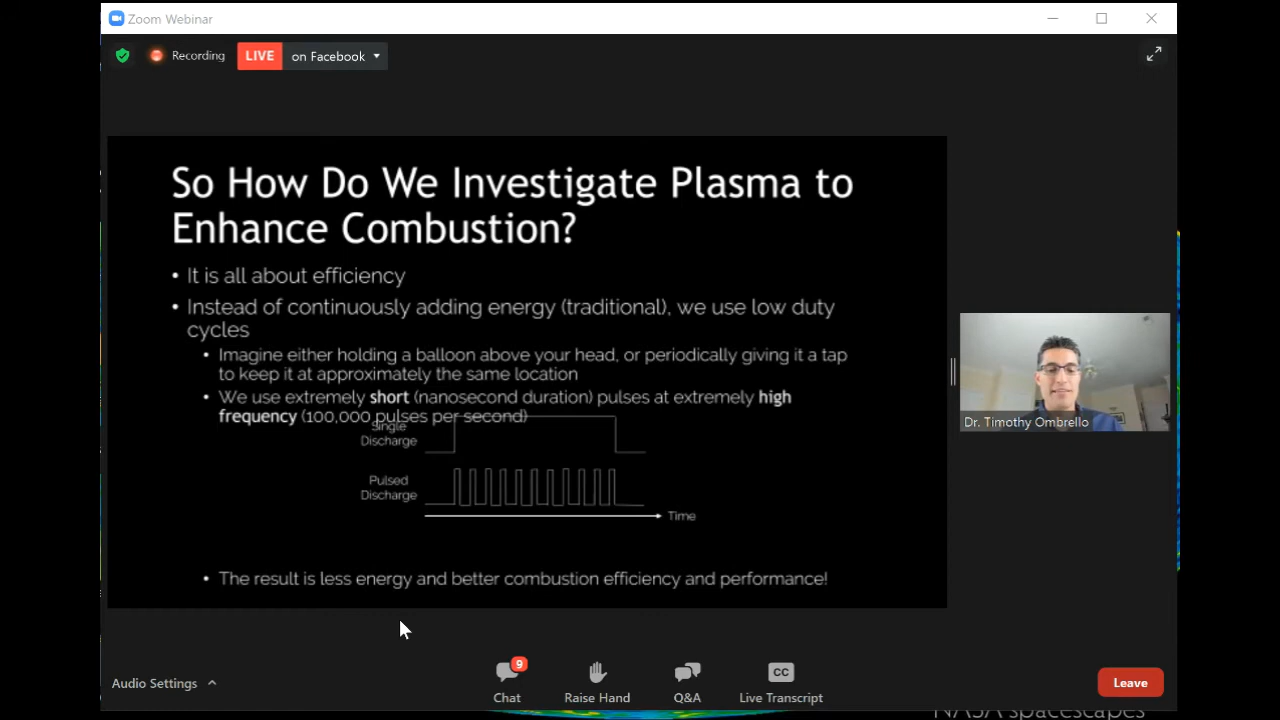 Zoom Webinar
Recording
LIVE
on Facebook
So How Do We Investigate Plasma to
Enhance Combustion?
• It is all about efficiency
• Instead of continuously adding energy (traditional), we use low duty
cycles
• Imagine either holding a balloon above your head, or periodically giving it a tap
to keep it at approximately the same location
• We use extremely short (nanosecond duration) pulses at extremely high
frequency (100,000 pulses per second)
Single
Discharge
Pulsed
Discharge
Time
• The result is less energy and better combustion efficiency and performance!
Dr. Timothy Ombrello
Audio Settings
9
Chat
Raise Hand
Q&A
CC
Live Transcript
Leave
NASA spacescapes